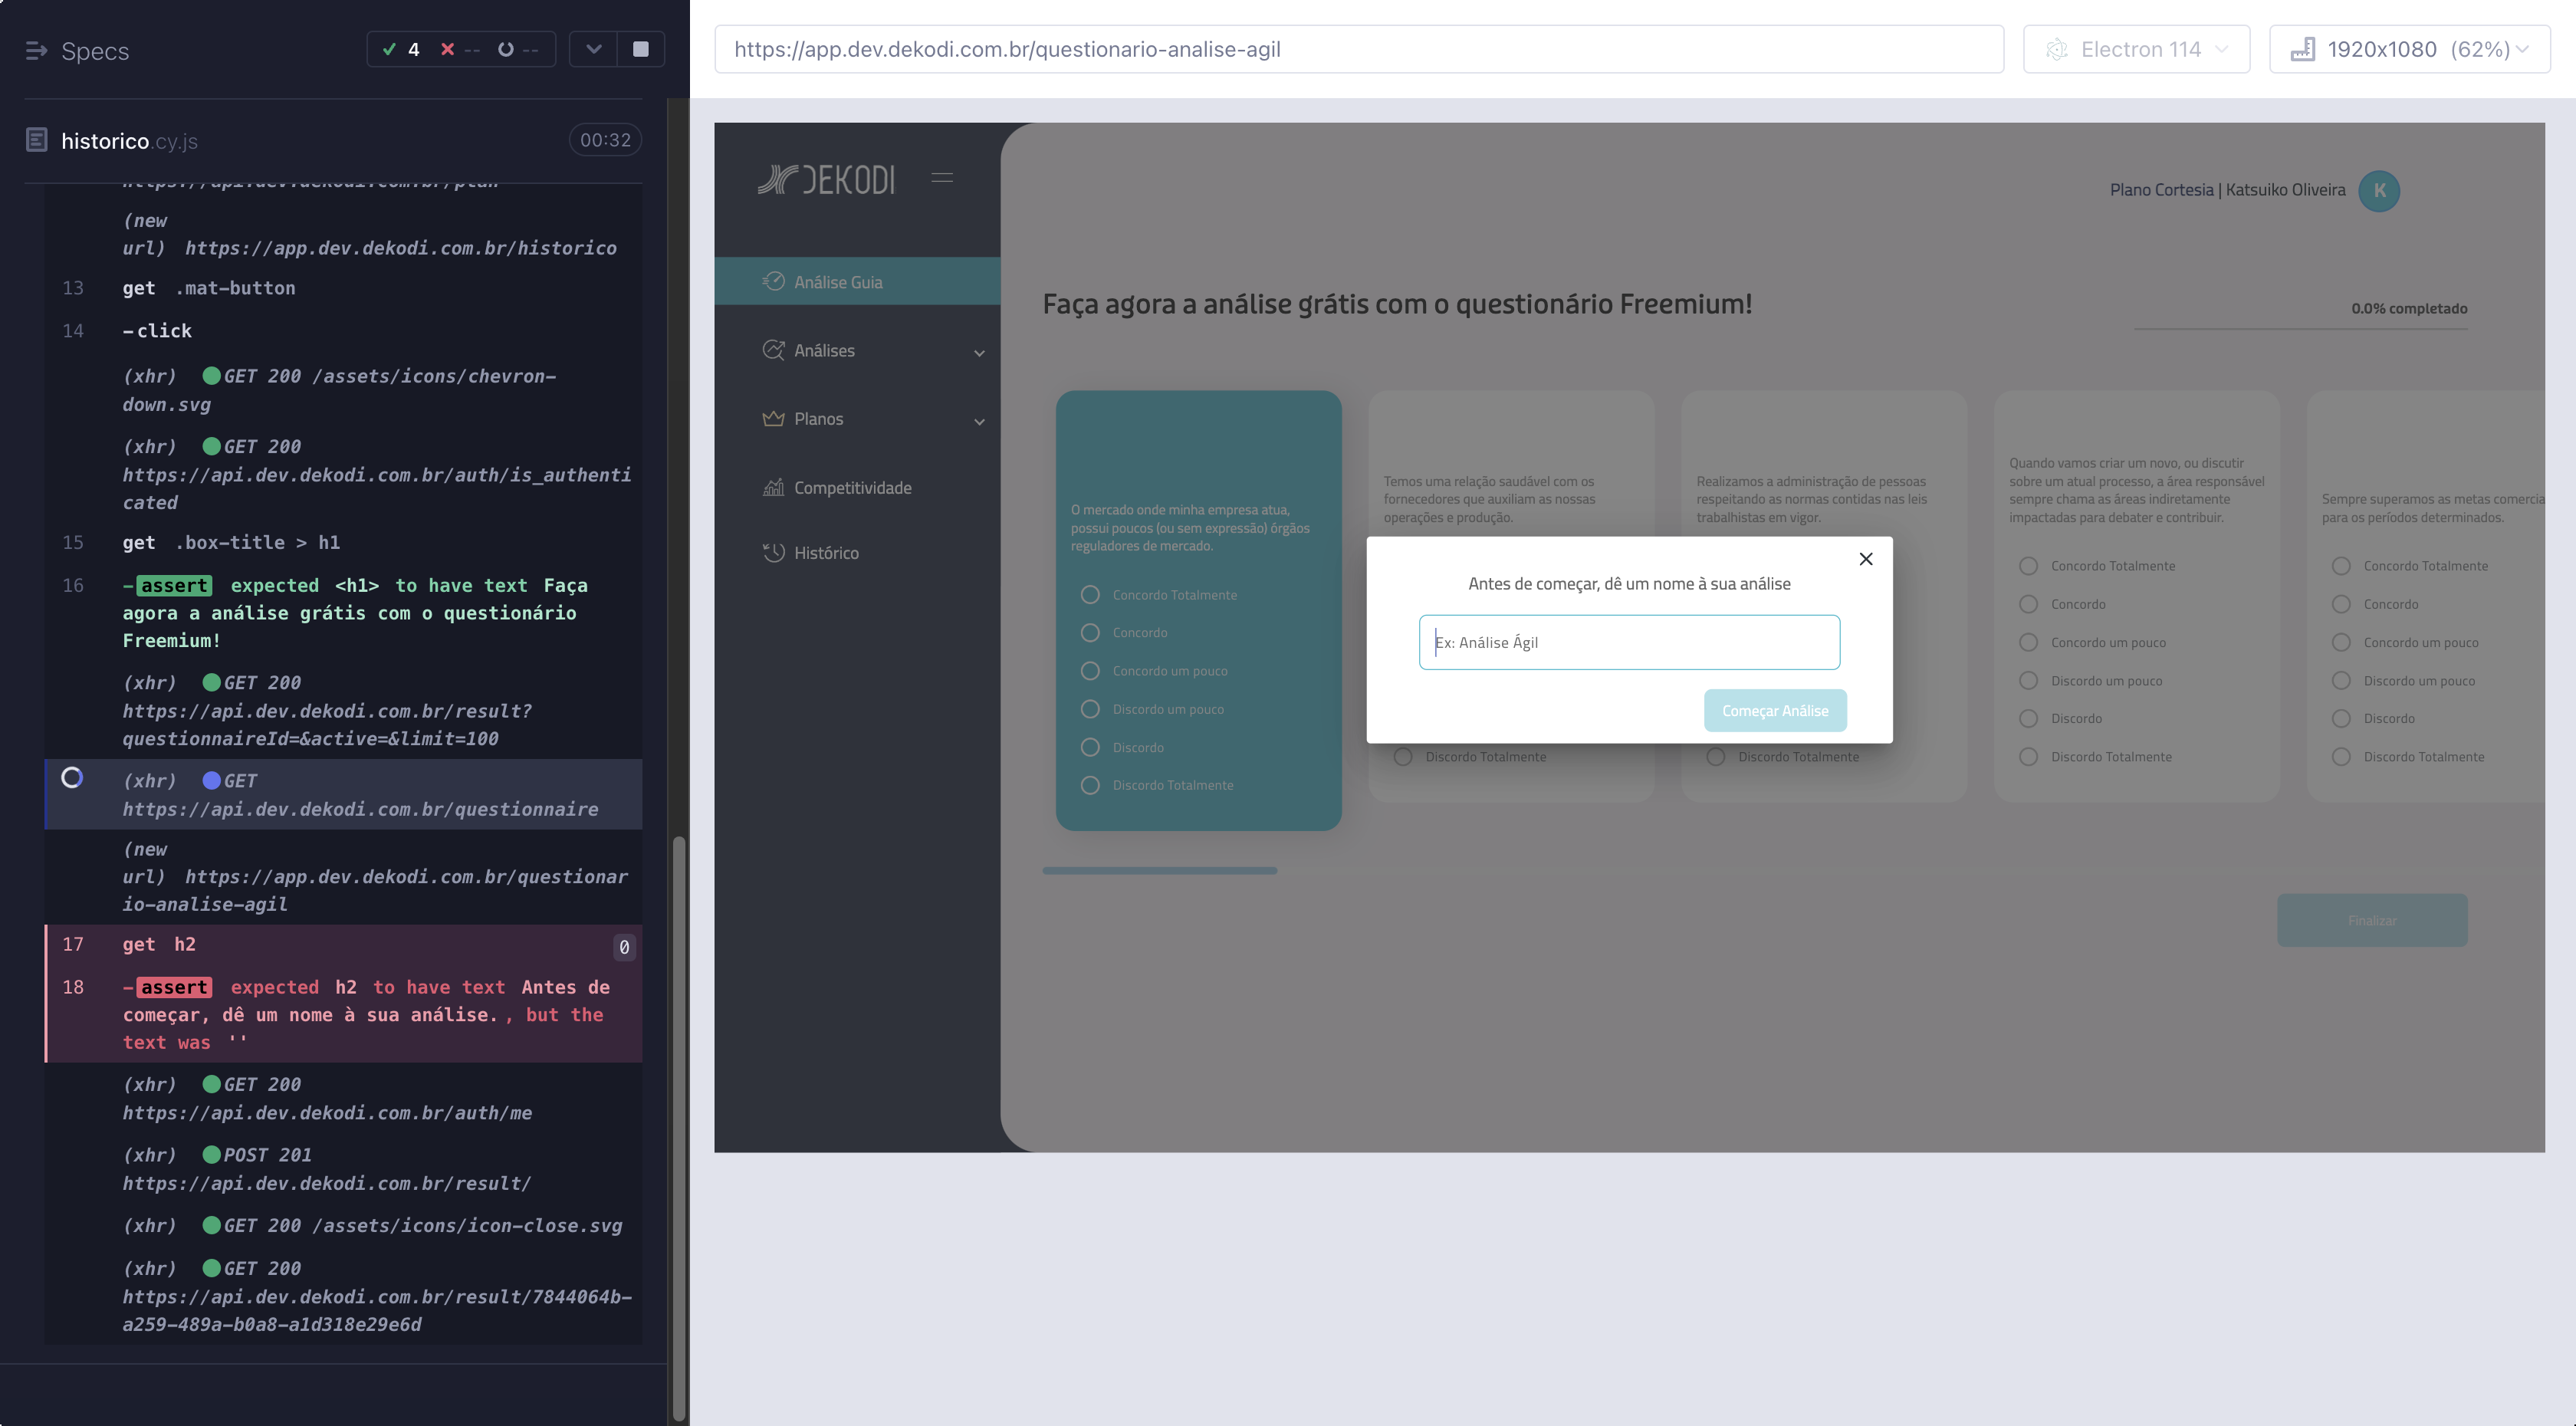 Specs
4
--
--
historico.cy.js
00:32
https://api.dev.dekodi.com.br/plan
(new
url) https://app.dev.dekodi.com.br/historico
13 get .mat-button
14 -click
(xhr) GET 200 /assets/icons/chevron-
down.svg
(xhr) GET 200
https://api.dev.dekodi.com.br/auth/is_authenti
cated
15 get .box-title > h1
16 -assert expected <h1> to have text Faça
agora a análise grátis com o questionário
Freemium!
(xhr) GET 200
https://api.dev.dekodi.com.br/result?
questionnaireId=&active=&limit=100
(xhr) GET
https://api.dev.dekodi.com.br/questionnaire
(new
url) https://app.dev.dekodi.com.br/questionar
io-analise-agil
17 get h2 0
18 -assert expected h2 to have text Antes de
começar, dê um nome à sua análise., but the
text was ''
(xhr) GET 200
https://api.dev.dekodi.com.br/auth/me
(xhr) POST 201
https://api.dev.dekodi.com.br/result/
(xhr) GET 200 /assets/icons/icon-close.svg
(xhr) GET 200
https://api.dev.dekodi.com.br/result/7844064b-
a259-489a-b0a8-a1d318e29e6d
https://app.dev.dekodi.com.br/questionario-analise-agil
Electron 114
1920x1080 (62%)
DEKODI
Análise Guia
Análises
Planos
Competitividade
Histórico
Plano Cortesia | Katsuiko Oliveira
K
Faça agora a análise grátis com o questionário Freemium!
0.0% completado
O mercado onde minha empresa atua,
possui poucos (ou sem expressão) órgãos
reguladores de mercado.
Concordo Totalmente
Concordo
Concordo um pouco
Discordo um pouco
Discordo
Discordo Totalmente
Temos uma relação saudável com os
fornecedores que auxiliam as nossas
operações e produção.
Discordo Totalmente
Realizamos a administração de pessoas
respeitando as normas contidas nas leis
trabalhistas em vigor.
Discordo Totalmente
Quando vamos criar um novo, ou discutir
sobre um atual processo, a área responsável
sempre chama as áreas indiretamente
impactadas para debater e contribuir.
Concordo Totalmente
Concordo
Concordo um pouco
Discordo um pouco
Discordo
Discordo Totalmente
Sempre superamos as metas comercia
para os períodos determinados.
Concordo Totalmente
Concordo
Concordo um pouco
Discordo um pouco
Discordo
Discordo Totalmente
Antes de começar, dê um nome à sua análise
Ex: Análise Ágil
Começar Análise
Finalizar